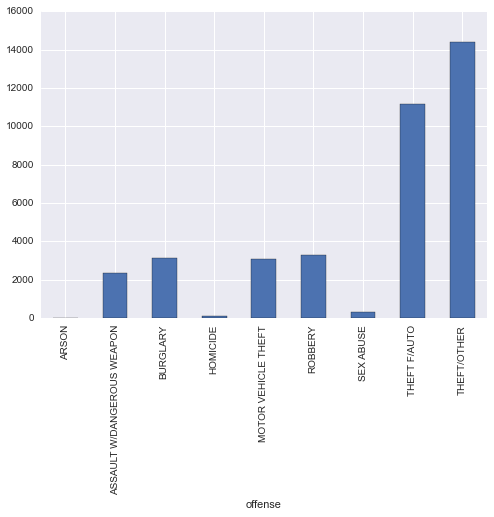 16000
14000
12000
10000
8000
6000
4000
2000
0
ARSON
ASSAULT W/DANGEROUS WEAPON
BURGLARY
HOMICIDE
MOTOR VEHICLE THEFT
ROBBERY
SEX ABUSE
THEFT F/AUTO
THEFT/OTHER
offense